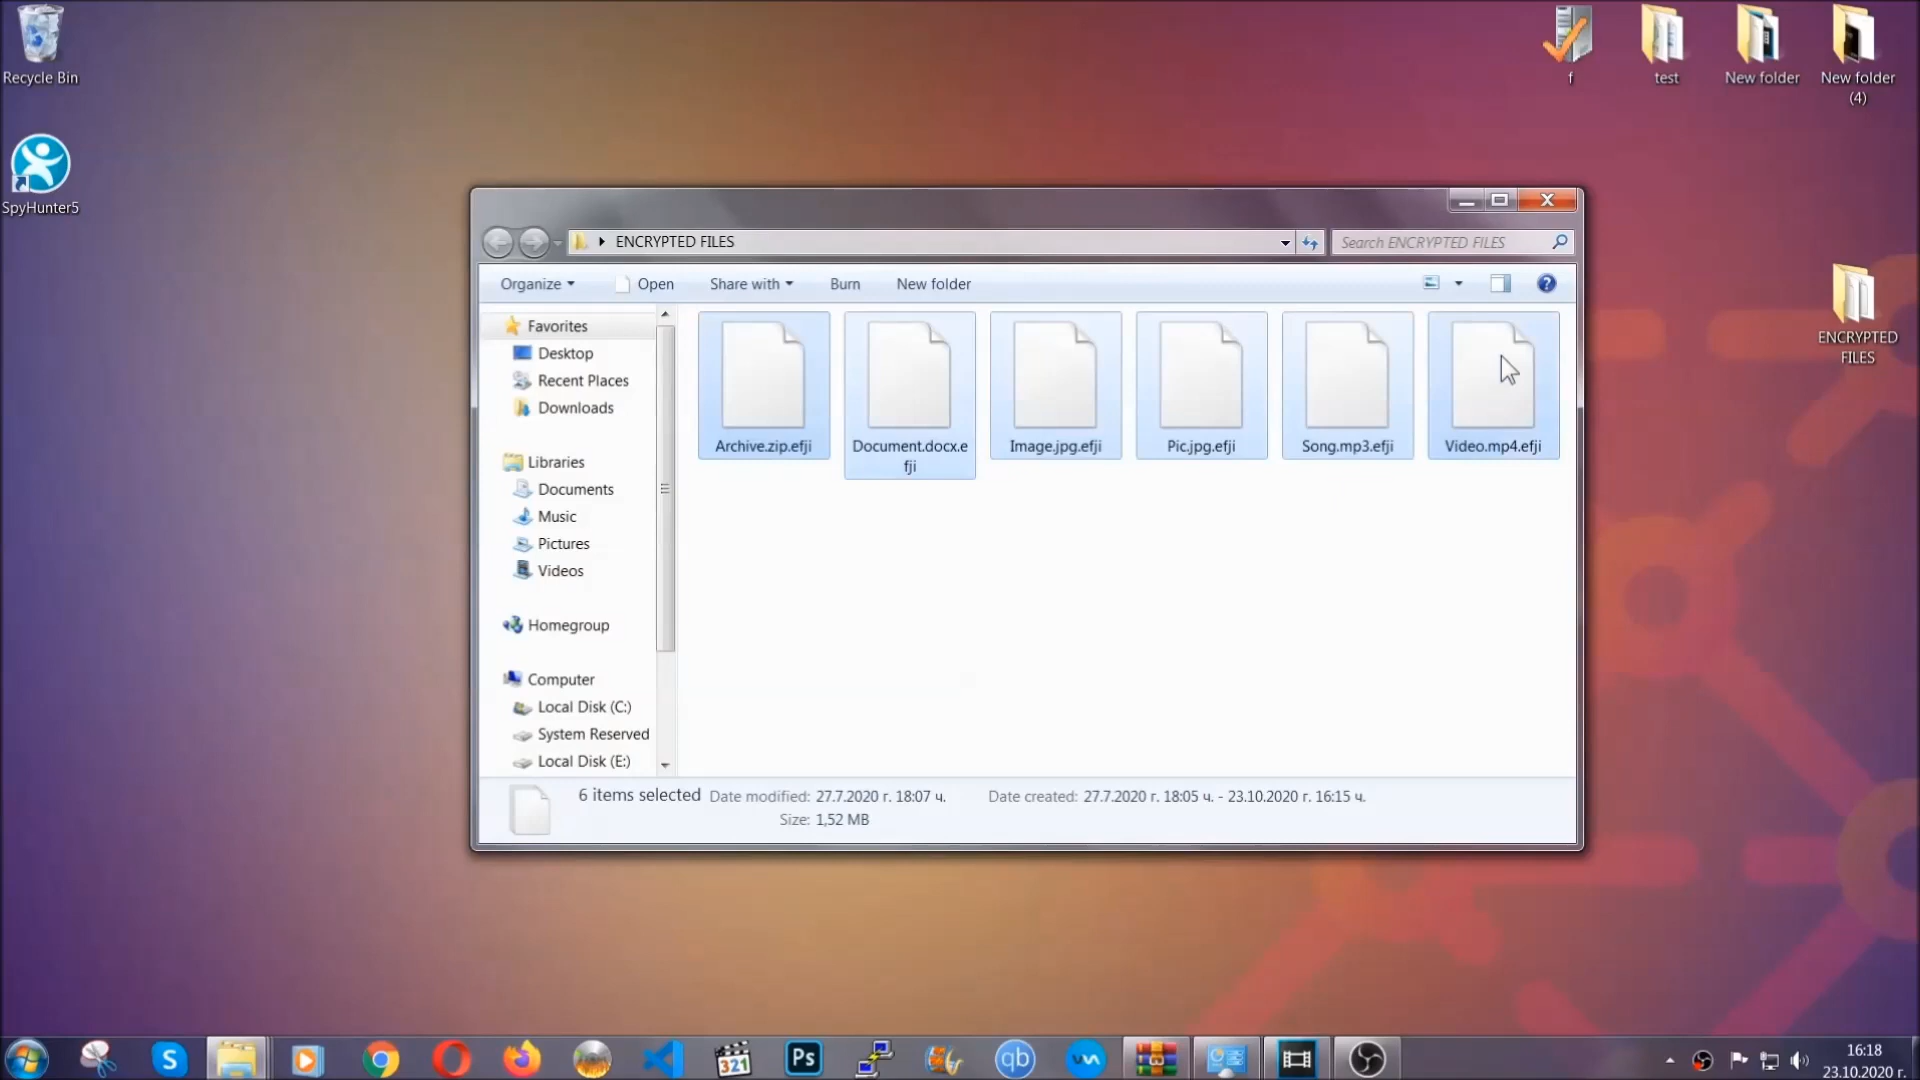 Recycle Bin
SpyHunter5
f
test
New folder
New folder
(4)
ENCRYPTED
FILES
ENCRYPTED FILES
Search ENCRYPTED FILES
Organize
Open
Share with
Burn
New folder
Favorites
Desktop
Recent Places
Downloads
Libraries
Documents
Music
Pictures
Videos
Homegroup
Computer
Local Disk (C:)
System Reserved
Local Disk (E:)
Archive.zip.efji
Document.docx.e
fji
Image.jpg.efji
Pic.jpg.efji
Song.mp3.efji
Video.mp4.efji
6 items selected Date modified: 27.7.2020 г. 18:07 ч. Date created: 27.7.2020 г. 18:05 ч. - 23.10.2020 г. 16:15 ч.
Size: 1,52 MB
S
321
Ps
qb
16:18
23.10.2020 г.